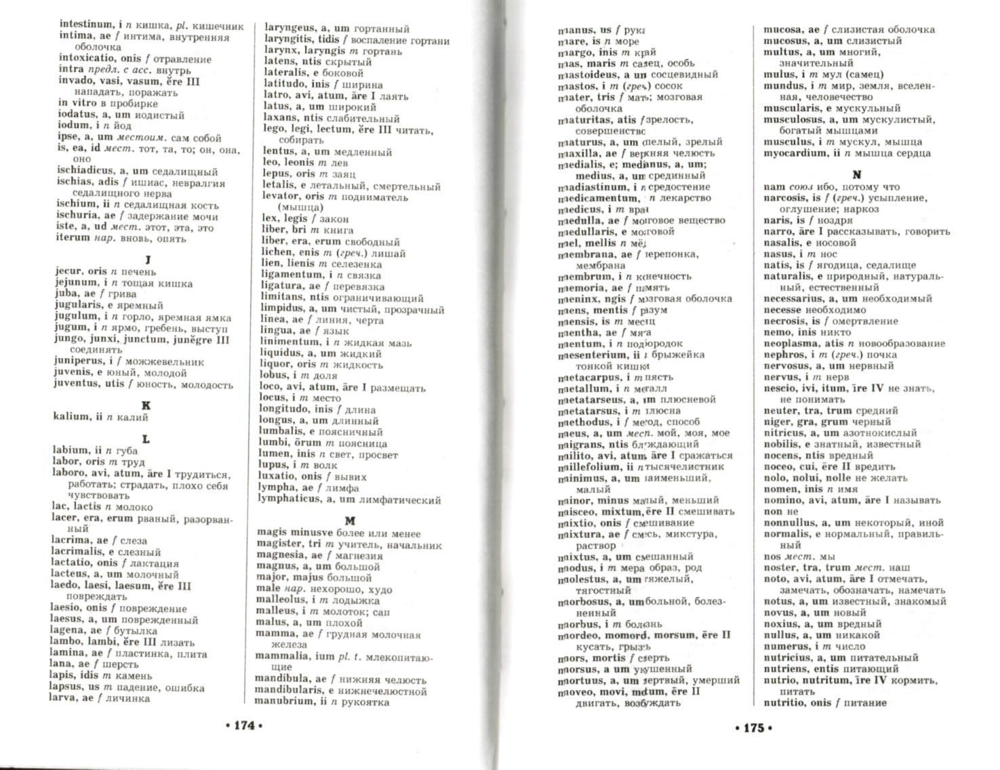 intestinum, i n кишка, pl. кишечник
intima, ae f интима, внутренняя
оболочка
intoxicatio, onis f отравление
intra предл. с acc. внутрь
invado, vasi, vasum, ĕre III
нападать, поражать
in vitro в пробирке
iodatus, a, um иодистый
iodum, i n йод
ipse, a, um местоим. сам собой
is, ea, id мест. тот, та, то; он, она,
оно
ischiadicus, a, um седалищный
ischias, adis f ишиас, невралгия
седалищного нерва
ischium, ii n седалищная кость
ischuria, ae f задержание мочи
iste, a, ud мест. этот, эта, это
iterum нар. вновь, опять
J
jecur, oris n печень
jejunum, i n тощая кишка
juba, ae f грива
jugularis, e яремный
jugulum, i n горло, яремная ямка
jugum, i n ярмо, гребень, выступ
jungo, junxi, junctum, junĕgre III
соединять
juniperus, i f можжевельник
juvenis, e юный, молодой
juventus, utis f юность, молодость
K
kalium, ii n калий
L
labium, ii n губа
labor, oris m труд
laboro, avi, atum, āre I трудиться,
работать; страдать, плохо себя
чувствовать
lac, lactis n молоко
lacer, era, erum рваный, разорван-
ный
lacrima, ae f слеза
lacrimalis, e слезный
lactatio, onis f лактация
lacteus, a, um молочный
laedo, laesi, laesum, ĕre III
повреждать
laesio, onis f повреждение
laesus, a, um поврежденный
lagena, ae f бутылка
lambo, lambi, ĕre III лизать
lamina, ae f пластинка, плита
lana, ae f шерсть
lapis, idis m камень
lapsus, us m падение, ошибка
larva, ae f личинка
laryngeus, a, um гортанный
laryngitis, tidis f воспаление гортани
larynx, laryngis m гортань
latens, ntis скрытый
lateralis, e боковой
latitudo, inis f ширина
latro, avi, atum, āre I лаять
latus, a, um широкий
laxans, ntis слабительный
lego, legi, lectum, ĕre III читать,
собирать
lentus, a, um медленный
leo, leonis m лев
lepus, oris m заяц
letalis, e летальный, смертельный
levator, oris m подниматель
(мышца)
lex, legis f закон
liber, bri m книга
liber, era, erum свободный
lichen, enis m (греч.) лишай
lien, lienis m селезенка
ligamentum, i n связка
ligatura, ae f перевязка
limitans, ntis ограничивающий
limpidus, a, um чистый, прозрачный
linea, ae f линия, черта
lingua, ae f язык
linimentum, i n жидкая мазь
liquidus, a, um жидкий
liquor, oris m жидкость
lobus, i m доля
loco, avi, atum, āre I размещать
locus, i m место
longitudo, inis f длина
longus, a, um длинный
lumbalis, e поясничный
lumbi, ōrum m поясница
lumen, inis n свет, просвет
lupus, i m волк
luxatio, onis f вывих
lympha, ae f лимфа
lymphaticus, a, um лимфатический
M
magis minusve более или менее
magister, tri m учитель, начальник
magnesia, ae f магнезия
magnus, a, um большой
major, majus большой
male нар. нехорошо, худо
malleolus, i m лодыжка
malleus, i m молоток; сап
malus, a, um плохой
mamma, ae f грудная молочная
железа
mammalia, ium pl. t. млекопитаю-
щие
mandibula, ae f нижняя челюсть
mandibularis, e нижнечелюстной
manubrium, ii n рукоятка
• 174 •
manus, us f рука
mare, is n море
margo, inis m край
mas, maris m самец, особь
mastoideus, a um сосцевидный
mastos, i m (греч.) сосок
mater, tris f мать; мозговая
оболочка
maturitas, atis f зрелость,
совершенство
maturus, a, um спелый, зрелый
maxilla, ae f верхняя челюсть
medialis, e; medianus, a, um;
medius, a, um срединный
madiastinum, i n средостение
medicamentum, n лекарство
medicus, i m врач
medulla, ae f мозговое вещество
medullaris, e мозговой
mel, mellis n мёд
membrana, ae f перепонка,
мембрана
membrum, i n конечность
memoria, ae f память
meninx, ngis f мозговая оболочка
mens, mentis f разум
mensis, is m месяц
mentha, ae f мята
mentum, i n подбородок
mesenterium, ii n брыжейка
тонкой кишки
metacarpus, i m пясть
metallum, i n металл
metatarseus, a, um плюсневой
metatarsus, i m плюсна
methodus, i f метод, способ
meus, a, um месп. мой, моя, мое
migrans, ntis блуждающий
milito, avi, atum, āre I сражаться
millefolium, ii n тысячелистник
minimus, a, um наименьший,
малый
minor, minus малый, меньший
misceo, mixtum, ēre II смешивать
mixtio, onis f смешивание
mixtura, ae f смесь, микстура,
раствор
mixtus, a, um смешанный
modus, i m мера образ, род
molestus, a, um тяжелый,
тягостный
morbosus, a, um больной, болез-
ненный
morbus, i m болезнь
mordeo, momord, morsum, ēre II
кусать, грызть
mors, mortis f смерть
morsus, a um укушенный
mortuus, a, um мертвый, умерший
moveo, movi, motum, ēre II
двигать, возбуждать
mucosa, ae f слизистая оболочка
mucosus, a, um слизистый
multus, a, um многий,
значительный
mulus, i m мул (самец)
mundus, i m мир, земля, вселен-
ная, человечество
muscularis, e мускульный
musculosus, a, um мускулистый,
богатый мышцами
musculus, i m мускул, мышца
myocardium, ii n мышца сердца
N
nam союз ибо, потому что
narcosis, is f (греч.) усыпление,
оглушение; наркоз
naris, is f ноздря
narro, āre I рассказывать, говорить
nasalis, e носовой
nasus, i m нос
natis, is f ягодица, седалище
naturalis, e природный, натураль-
ный, естественный
necessarius, a, um необходимый
necesse необходимо
necrosis, is f омертвление
nemo, inis никто
neoplasma, atis n новообразование
nephros, i m (греч.) почка
nervosus, a, um нервный
nervus, i m нерв
nescio, ivi, itum, īre IV не знать,
не понимать
neuter, tra, trum средний
niger, gra, grum черный
nitricus, a, um азотнокислый
nobilis, e знатный, известный
nocens, ntis вредный
noceo, cui, ēre II вредить
nolo, nolui, nolle не желать
nomen, inis n имя
nomino, avi, atum, āre I называть
non не
nonnullus, a, um некоторый, иной
normalis, e нормальный, правиль-
ный
nos мест. мы
noster, tra, trum мест. наш
noto, avi, atum, āre I отмечать,
замечать, обозначать, намечать
notus, a, um известный, знакомый
novus, a, um новый
noxius, a, um вредный
nullus, a, um никакой
numerus, i m число
nutricius, a, um питательный
nutriens, entis питающий
nutrio, nutritum, īre IV кормить,
питать
nutritio, onis f питание
• 175 •